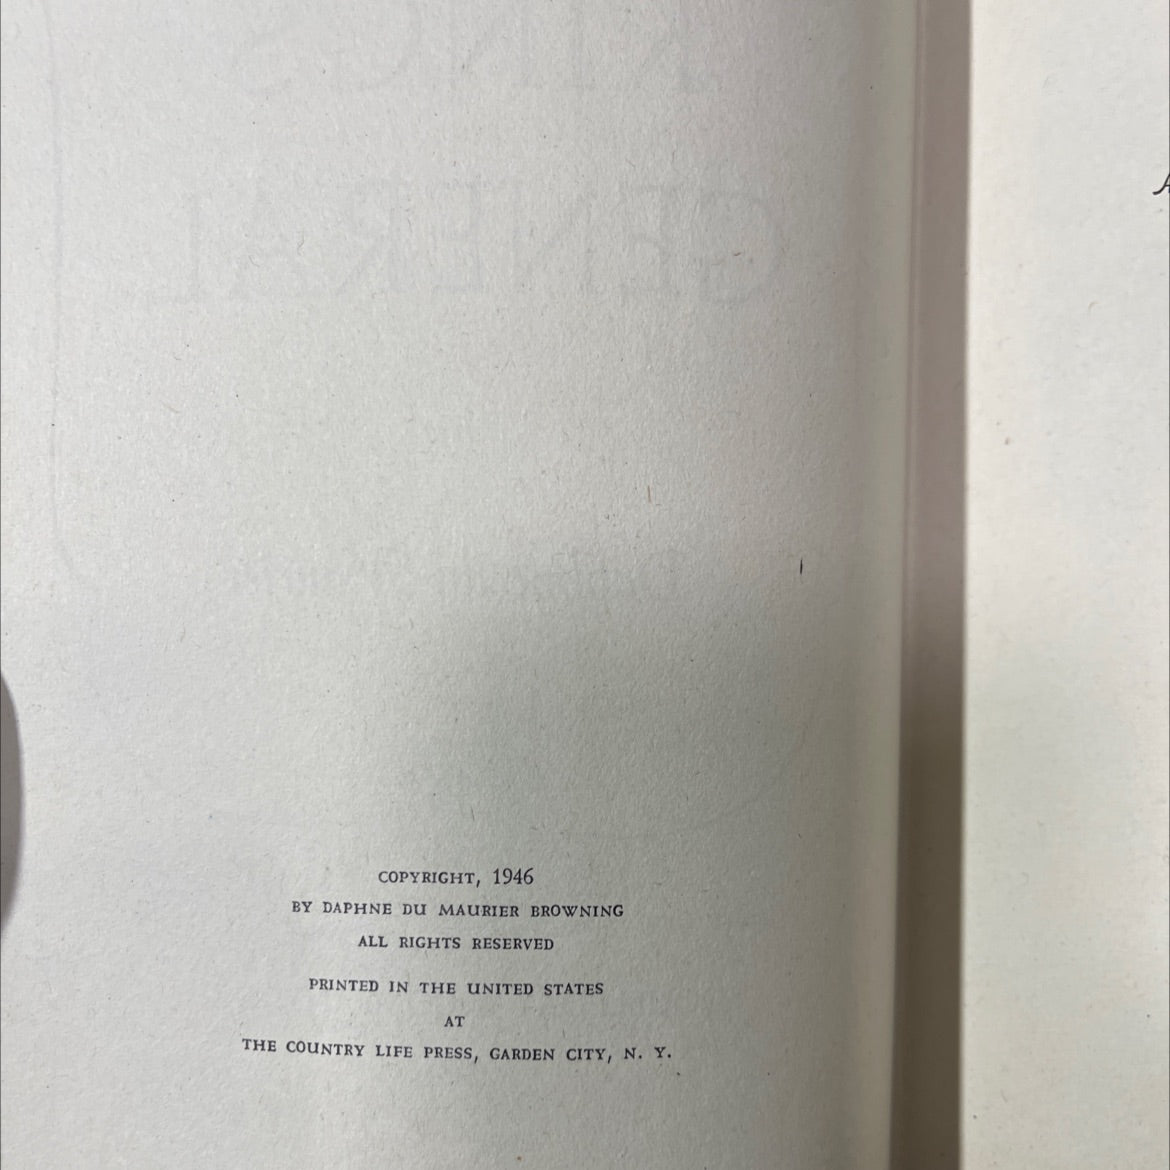 COPYRIGHT, 1946
BY DAPHNE DU MAURIER BROWNING
ALL RIGHTS RESERVED
PRINTED IN THE UNITED STATES
AT
THE COUNTRY LIFE PRESS, GARDEN CITY, N. Y.